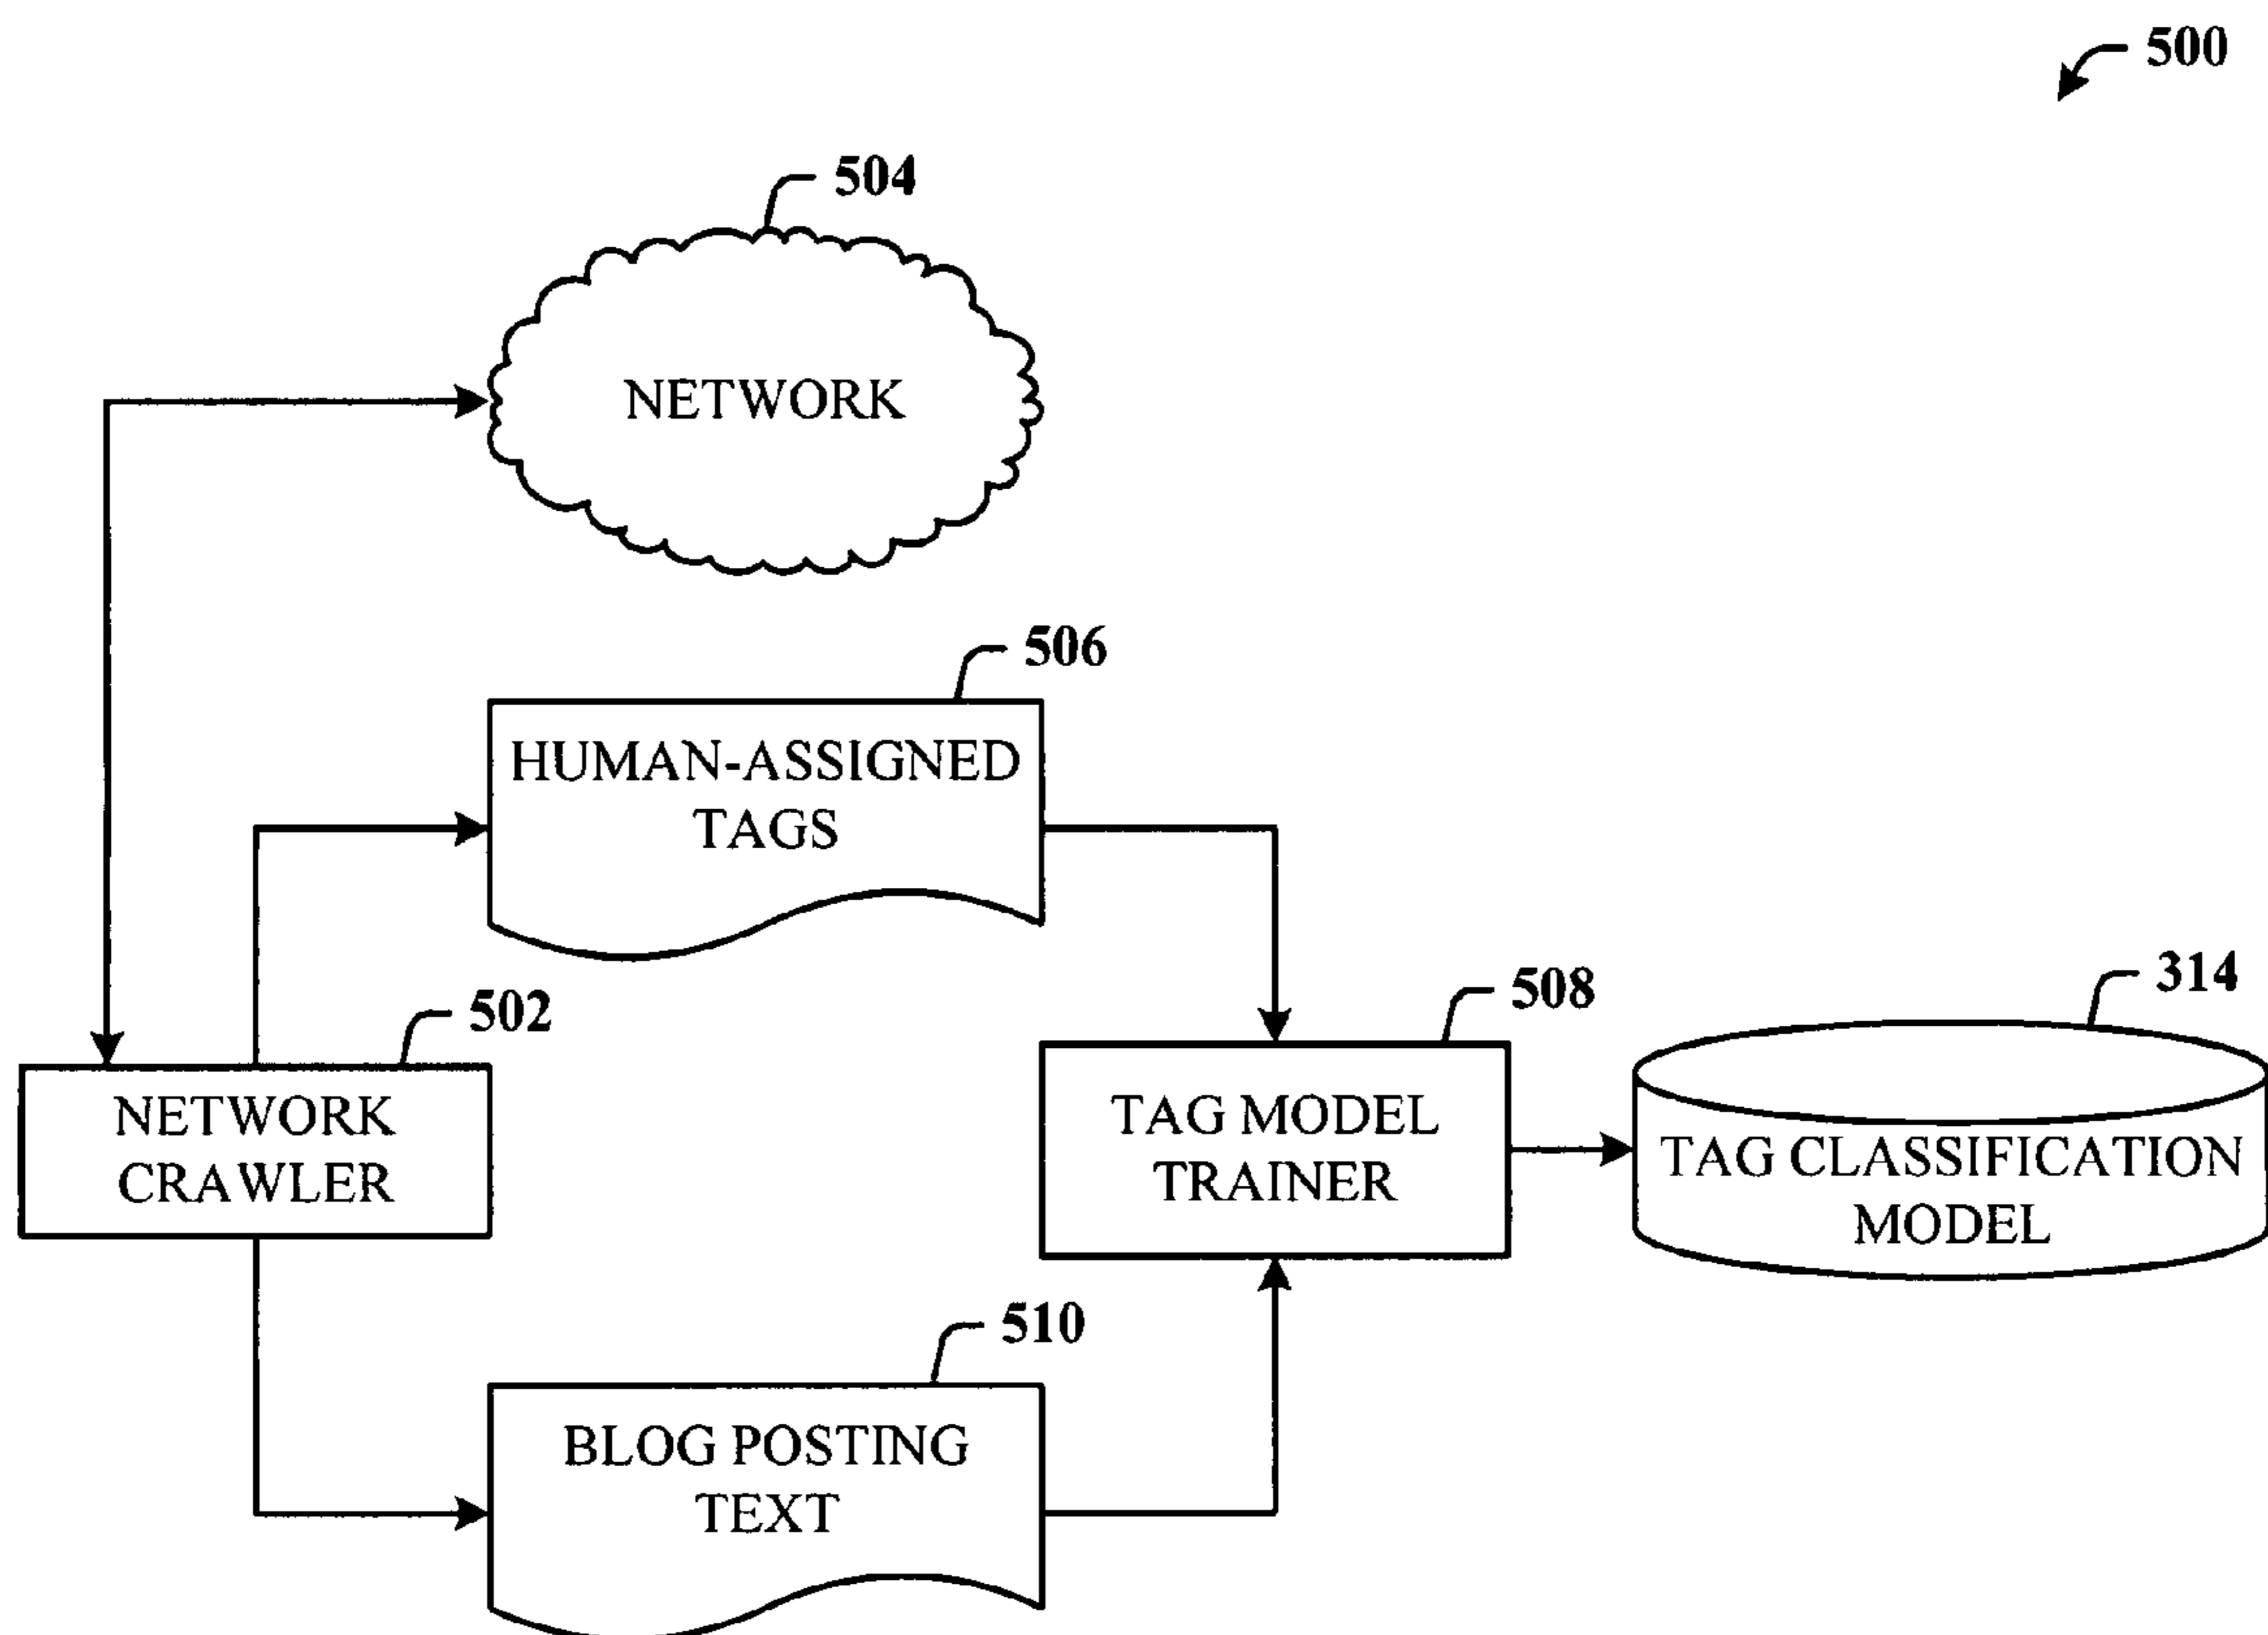 500
504
NETWORK
506
HUMAN-ASSIGNED
TAGS
502
NETWORK
CRAWLER
508
TAG MODEL
TRAINER
314
TAG CLASSIFICATION
MODEL
510
BLOG POSTING
TEXT